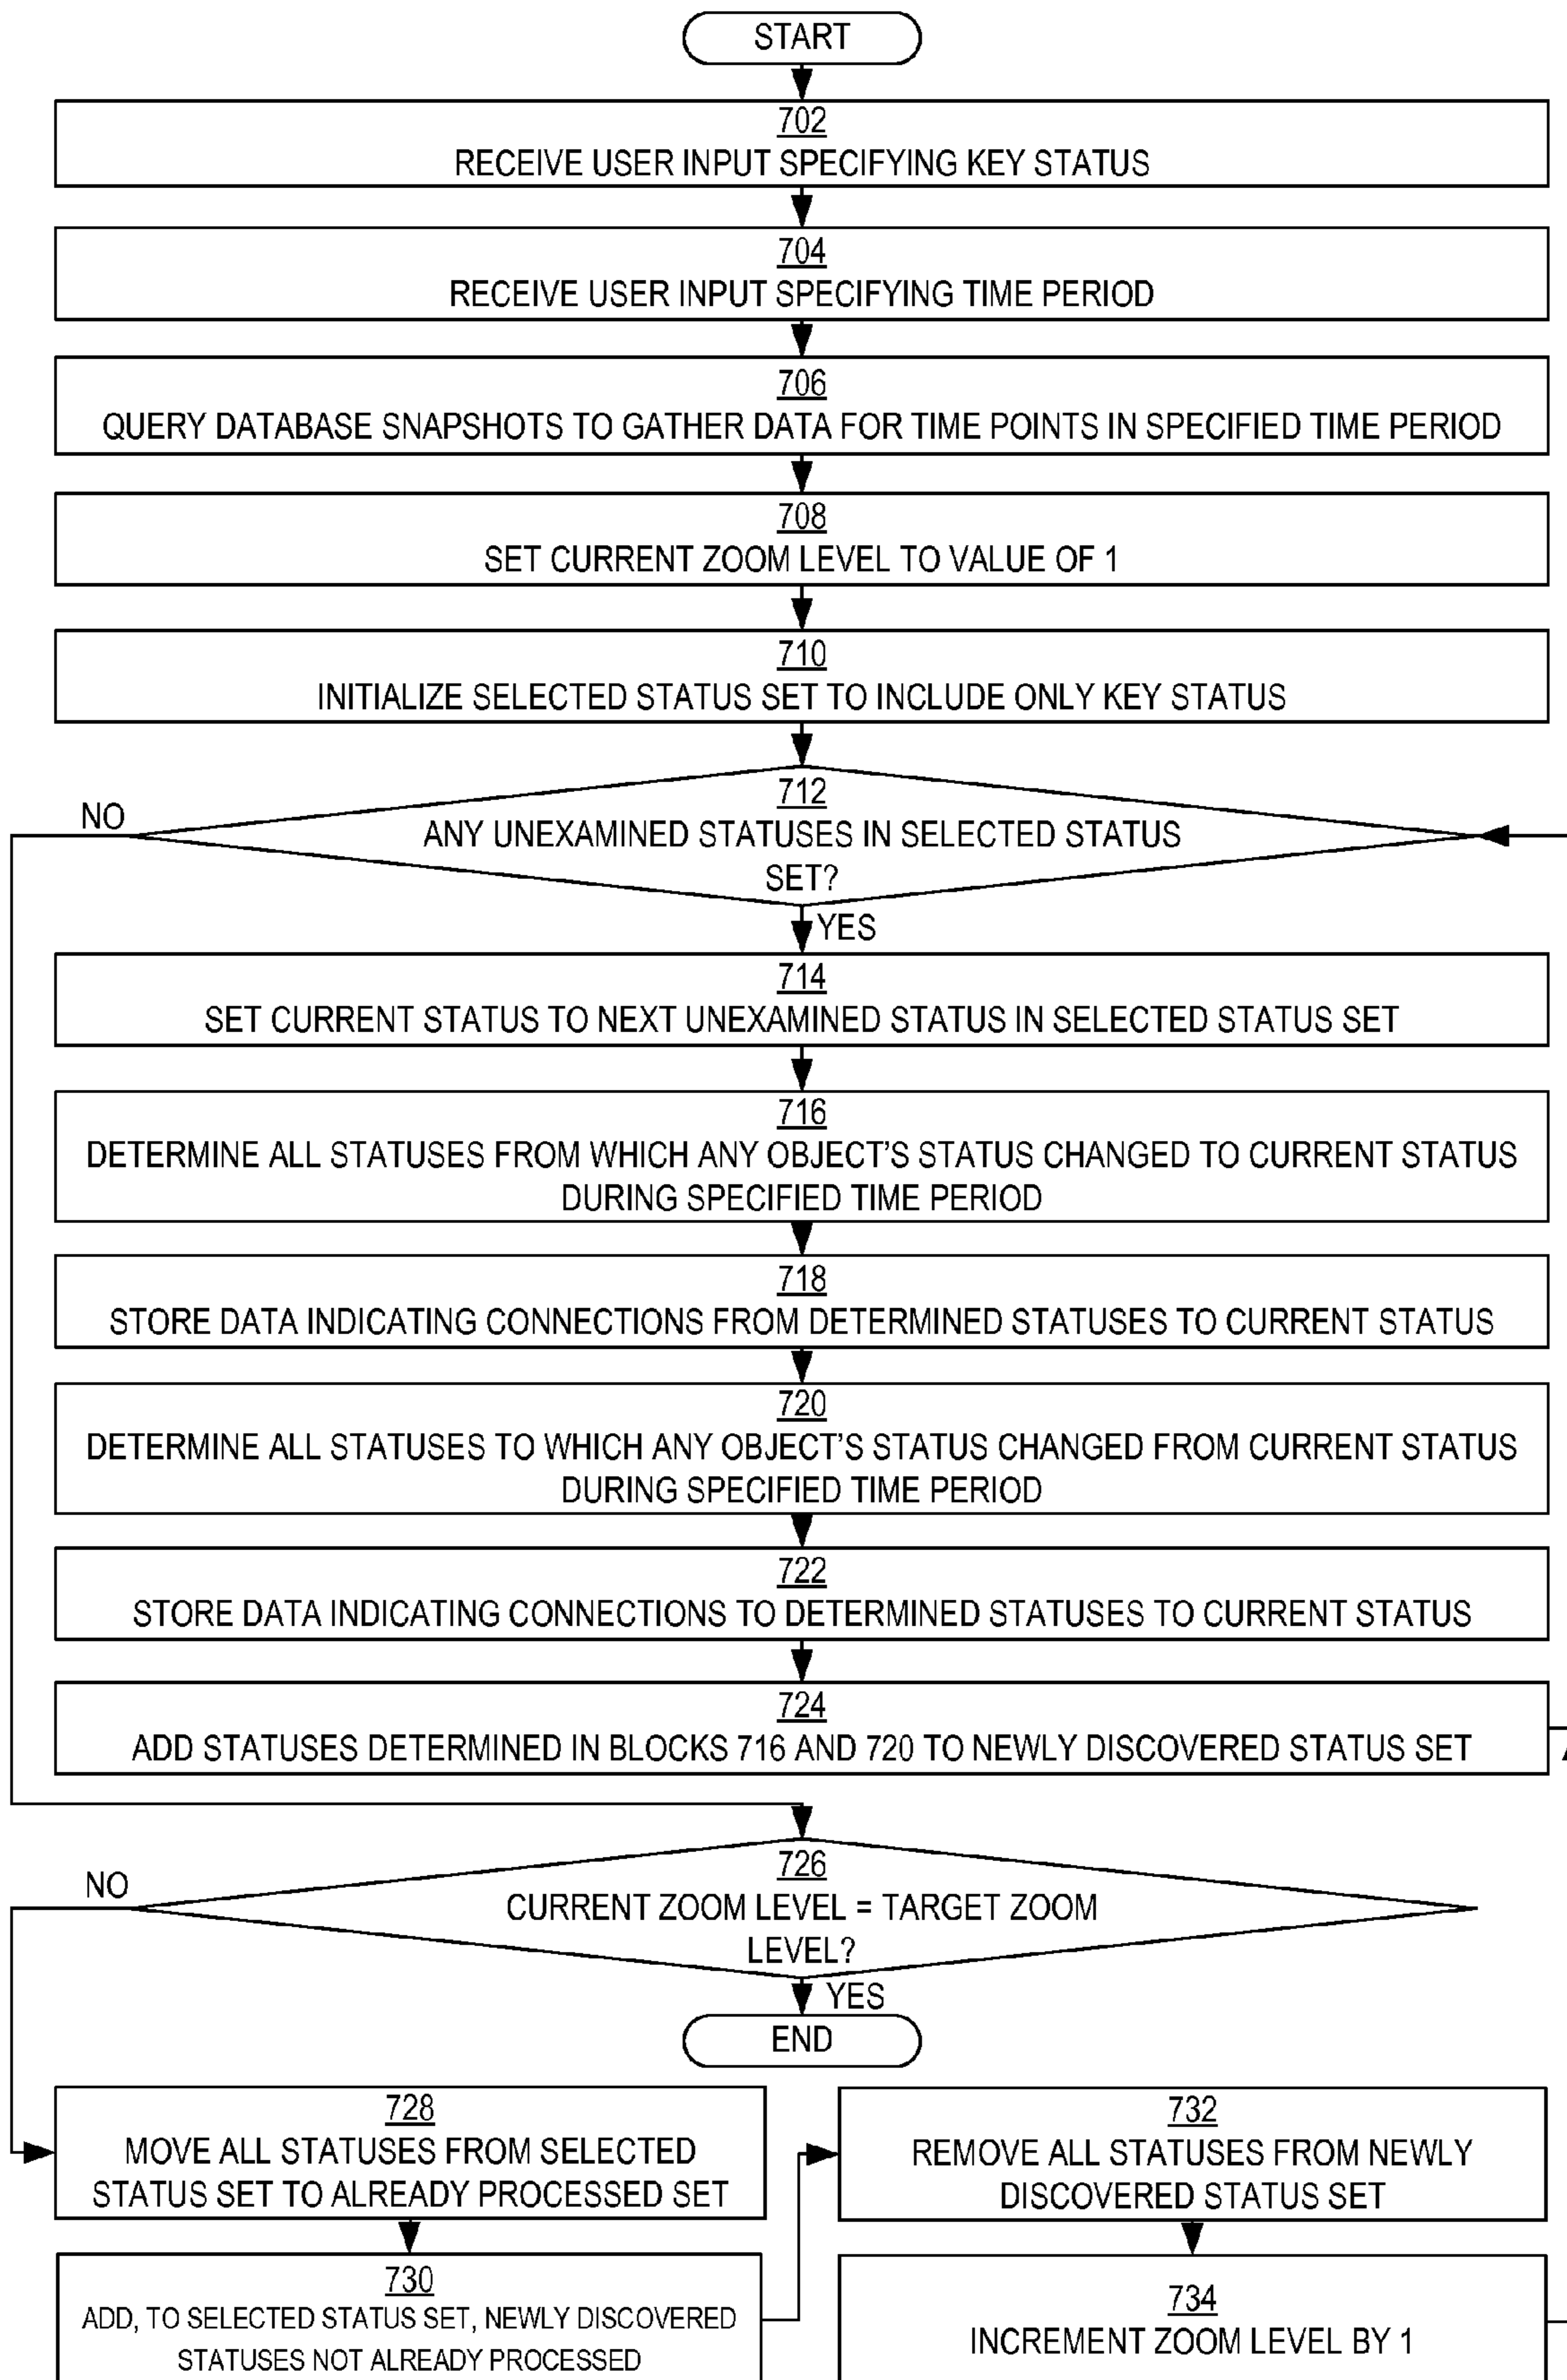 START
702
RECEIVE USER INPUT SPECIFYING KEY STATUS
704
RECEIVE USER INPUT SPECIFYING TIME PERIOD
706
QUERY DATABASE SNAPSHOTS TO GATHER DATA FOR TIME POINTS IN SPECIFIED TIME PERIOD
708
SET CURRENT ZOOM LEVEL TO VALUE OF 1
710
INITIALIZE SELECTED STATUS SET TO INCLUDE ONLY KEY STATUS
712
NO
ANY UNEXAMINED STATUSES IN SELECTED STATUS
SET?
YES
714
SET CURRENT STATUS TO NEXT UNEXAMINED STATUS IN SELECTED STATUS SET
716
DETERMINE ALL STATUSES FROM WHICH ANY OBJECT'S STATUS CHANGED TO CURRENT STATUS
DURING SPECIFIED TIME PERIOD
718
STORE DATA INDICATING CONNECTIONS FROM DETERMINED STATUSES TO CURRENT STATUS
720
DETERMINE ALL STATUSES TO WHICH ANY OBJECT'S STATUS CHANGED FROM CURRENT STATUS
DURING SPECIFIED TIME PERIOD
722
STORE DATA INDICATING CONNECTIONS TO DETERMINED STATUSES TO CURRENT STATUS
724
ADD STATUSES DETERMINED IN BLOCKS 716 AND 720 TO NEWLY DISCOVERED STATUS SET
726
NO
CURRENT ZOOM LEVEL = TARGET ZOOM
LEVEL?
YES
END
728
MOVE ALL STATUSES FROM SELECTED
STATUS SET TO ALREADY PROCESSED SET
730
ADD, TO SELECTED STATUS SET, NEWLY DISCOVERED
STATUSES NOT ALREADY PROCESSED
732
REMOVE ALL STATUSES FROM NEWLY
DISCOVERED STATUS SET
734
INCREMENT ZOOM LEVEL BY 1